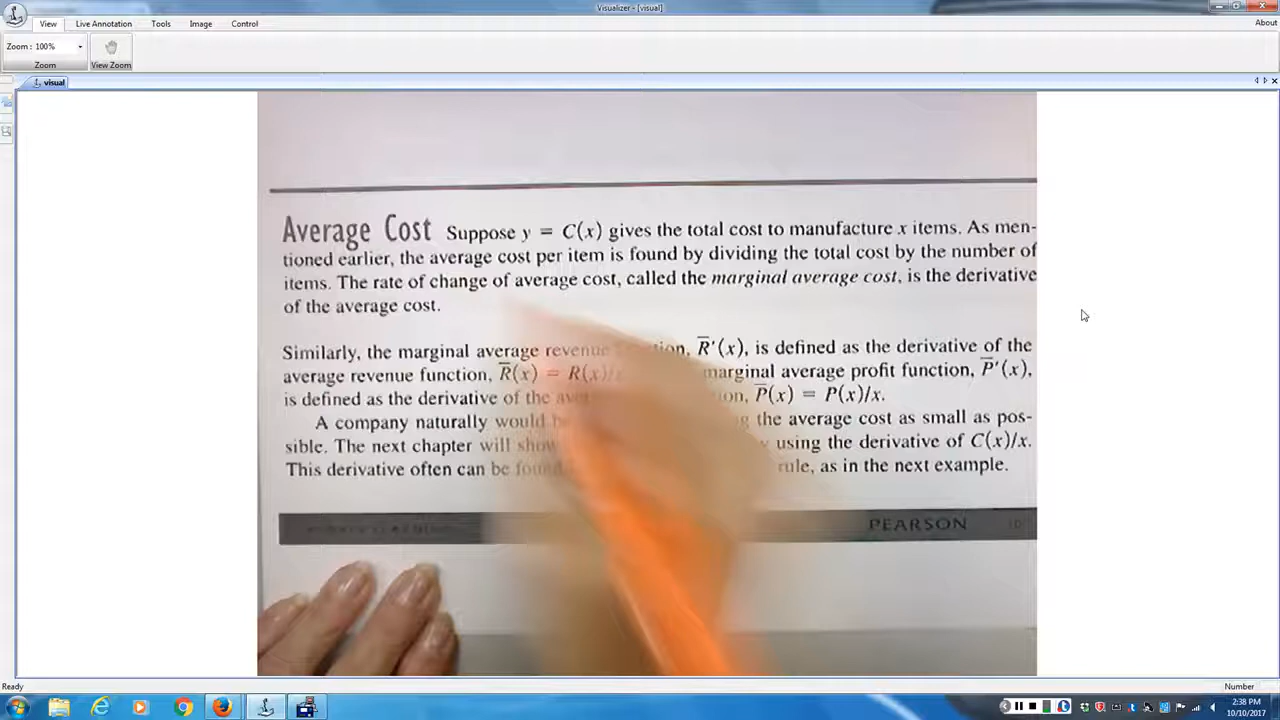 Visualizer - [visual]
View Live Annotation Tools Image Control About
Zoom : 100%
Zoom View Zoom
visual
Average Cost Suppose y = C(x) gives the total cost to manufacture x items. As men-
tioned earlier, the average cost per item is found by dividing the total cost by the number of
items. The rate of change of average cost, called the marginal average cost, is the derivative
of the average cost.
Similarly, the marginal average revenue function, R̅′(x), is defined as the derivative of the
average revenue function, R̅(x) = R(x)/x marginal average profit function, P̅′(x),
is defined as the derivative of the P̅(x) = P(x)/x.
A company naturally would the average cost as small as pos-
sible. The next chapter will show using the derivative of C(x)/x.
This derivative often can be found rule, as in the next example.
PEARSON
Ready Number
2:38 PM
10/10/2017